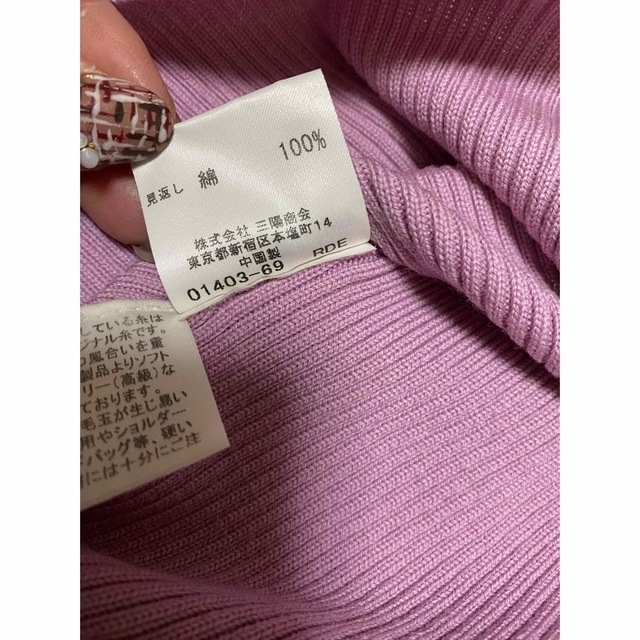 見返し 綿 100%
株式会社 三陽商会
東京都新宿区本塩町14
中国製
01403-69 RDE
している糸は
ジナル糸です。
風合いを重
製品よりソフト
リー(高級)な
ております。
毛玉が生じ易い
用やショルダー
バッグ等、硬い
には十分にご注